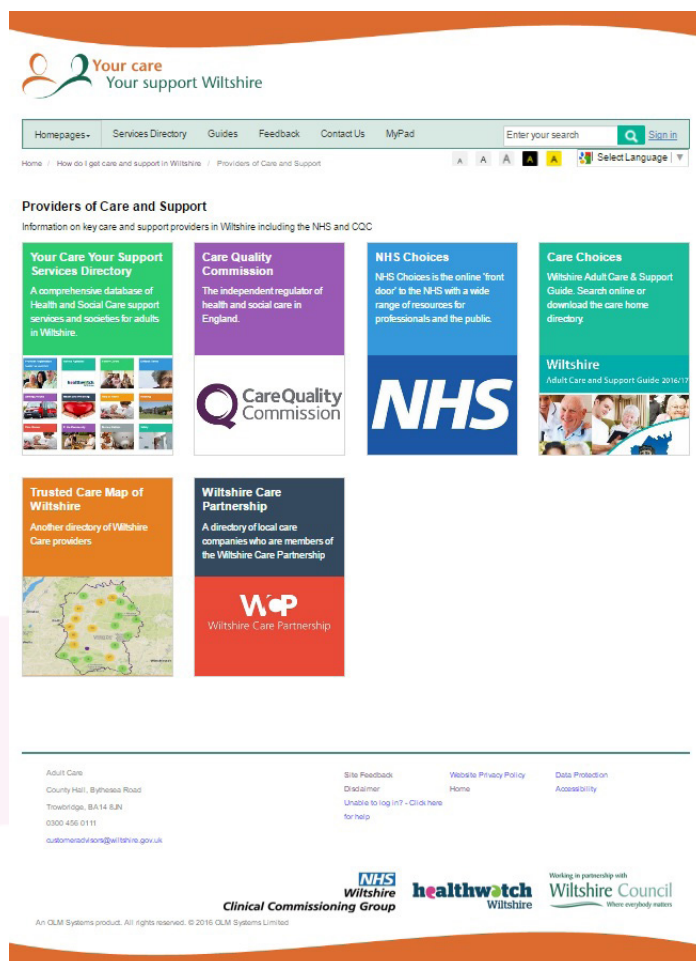 Your care
Your support Wiltshire
Homepages
Services Directory
Guides
Feedback
Contact Us
MyPad
Enter your search
Sign in
Home / How do I get care and support in Wiltshire / Providers of Care and Support
A A A A A
Select Language
Providers of Care and Support
Information on key care and support providers in Wiltshire including the NHS and CQC
Your Care Your Support
Services Directory
A comprehensive database of
Health and Social Care support
services and societies for adults
in Wiltshire.
healthwatch
Care Quality
Commission
The independent regulator of
health and social care in
England.
CareQuality
Commission
NHS Choices
NHS Choices is the online 'front
door' to the NHS with a wide
range of resources for
professionals and the public.
NHS
Care Choices
Wiltshire Adult Care & Support
Guide. Search online or
download the care home
directory.
Wiltshire
Adult Care and Support Guide 2016/17
Trusted Care Map of
Wiltshire
Another directory of Wiltshire
Care providers
Wiltshire Care
Partnership
A directory of local care
companies who are members of
the Wiltshire Care Partnership
WCP
Wiltshire Care Partnership
Adult Care
County Hall, Bythesea Road
Trowbridge, BA14 8JN
0300 456 0111
customeradvisors@wiltshire.gov.uk
Site Feedback
Disclaimer
Unable to log in? - Click here
for help
Website Privacy Policy
Home
Data Protection
Accessibility
NHS
Wiltshire
Clinical Commissioning Group
healthwatch
Wiltshire
Working in partnership with
Wiltshire Council
Where everybody matters
An OLM Systems product. All rights reserved. © 2016 OLM Systems Limited